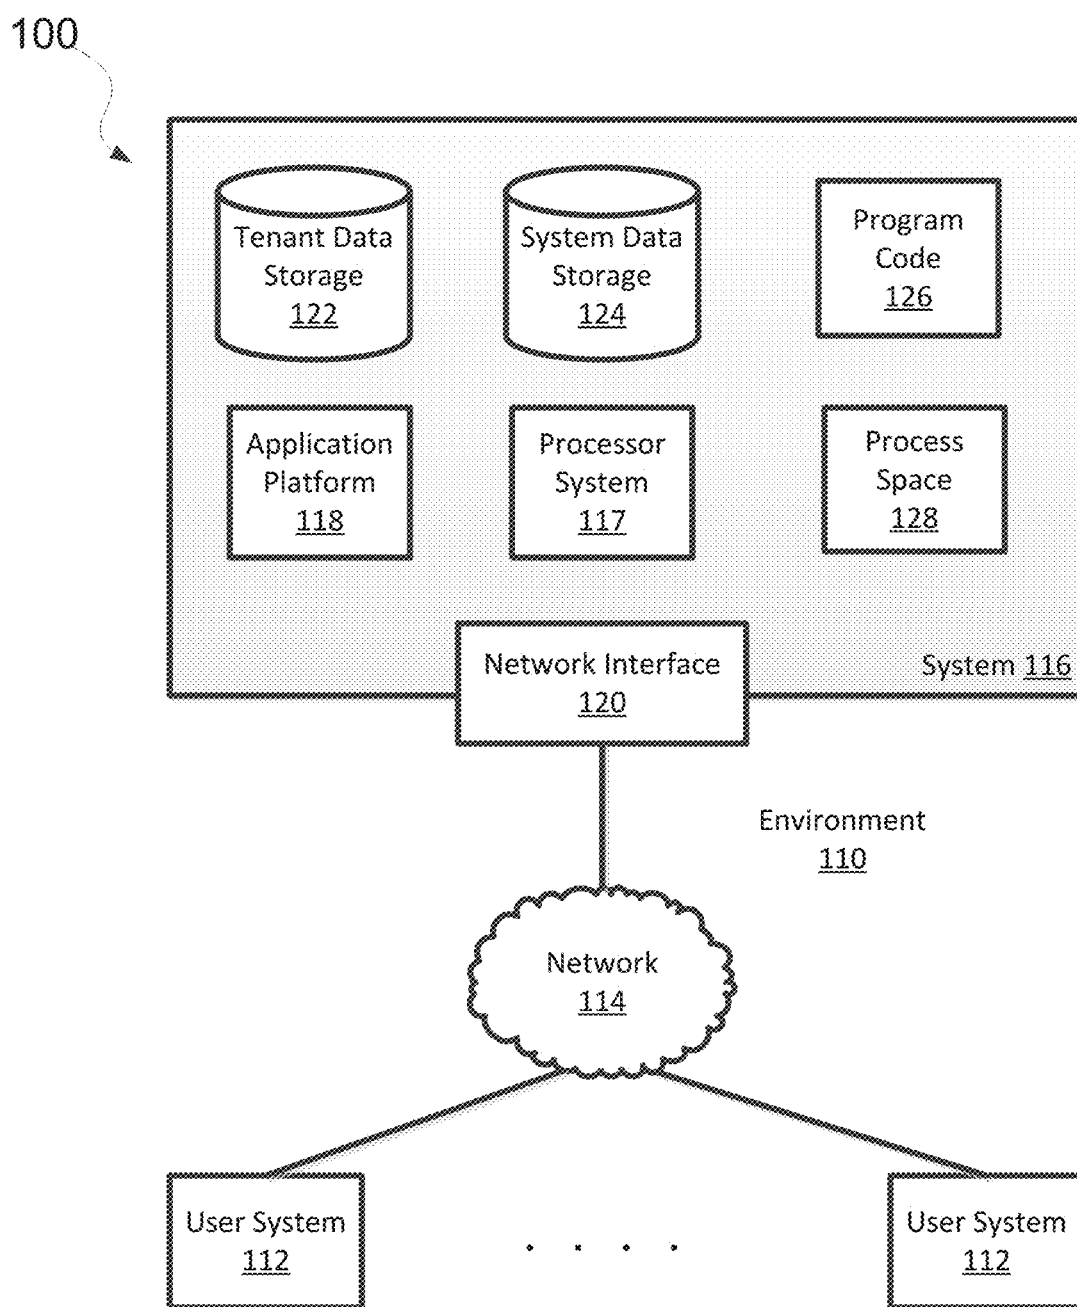 100
Tenant Data
Storage
122
System Data
Storage
124
Program
Code
126
Application
Platform
118
Processor
System
117
Process
Space
128
Network Interface
120
System 116
Environment
110
Network
114
User System
112
. . . .
User System
112